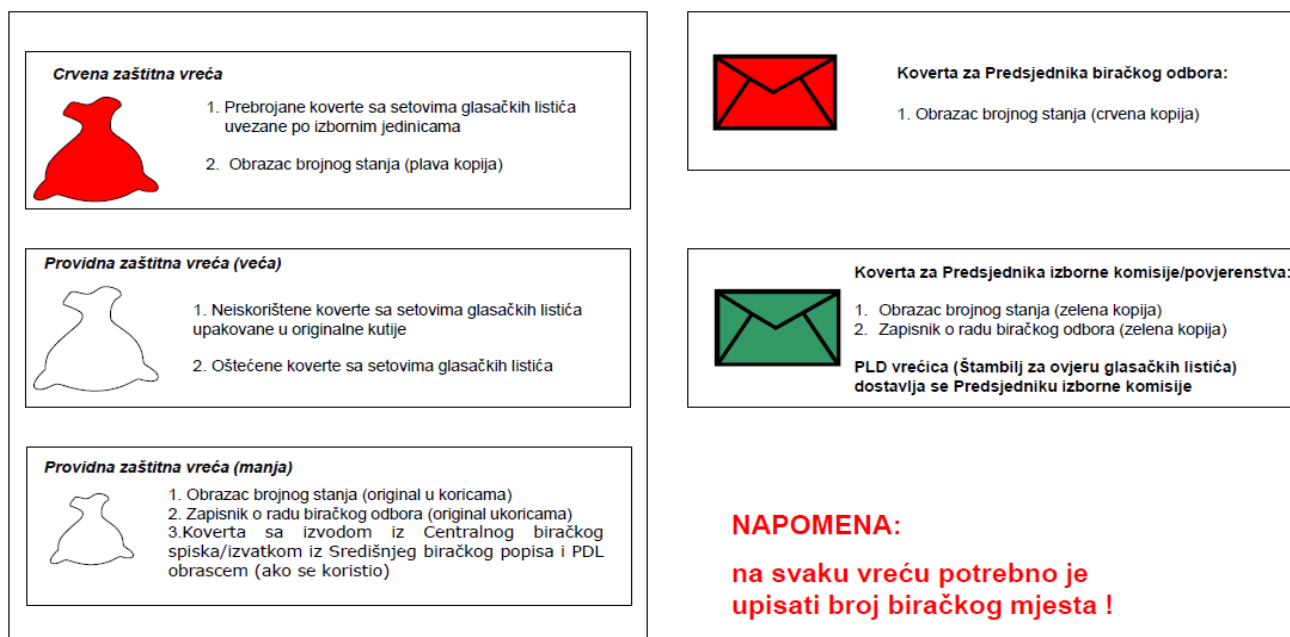 Crvena zaštitna vreća
1. Prebrojane koverte sa setovima glasačkih listića
uvezane po izbornim jedinicama
2. Obrazac brojnog stanja (plava kopija)
Providna zaštitna vreća (veća)
1. Neiskorištene koverte sa setovima glasačkih listića
upakovane u originalne kutije
2. Oštećene koverte sa setovima glasačkih listića
Providna zaštitna vreća (manja)
1. Obrazac brojnog stanja (original u koricama)
2. Zapisnik o radu biračkog odbora (original ukoricama)
3.Koverta sa izvodom iz Centralnog biračkog
spiska/izvatkom iz Središnjeg biračkog popisa i PDL
obrascem (ako se koristio)
Koverta za Predsjednika biračkog odbora:
1. Obrazac brojnog stanja (crvena kopija)
Koverta za Predsjednika izborne komisije/povjerenstva:
1. Obrazac brojnog stanja (zelena kopija)
2. Zapisnik o radu biračkog odbora (zelena kopija)
PLD vrećica (Štambilj za ovjeru glasačkih listića)
dostavlja se Predsjedniku izborne komisije
NAPOMENA:
na svaku vreću potrebno je
upisati broj biračkog mjesta !